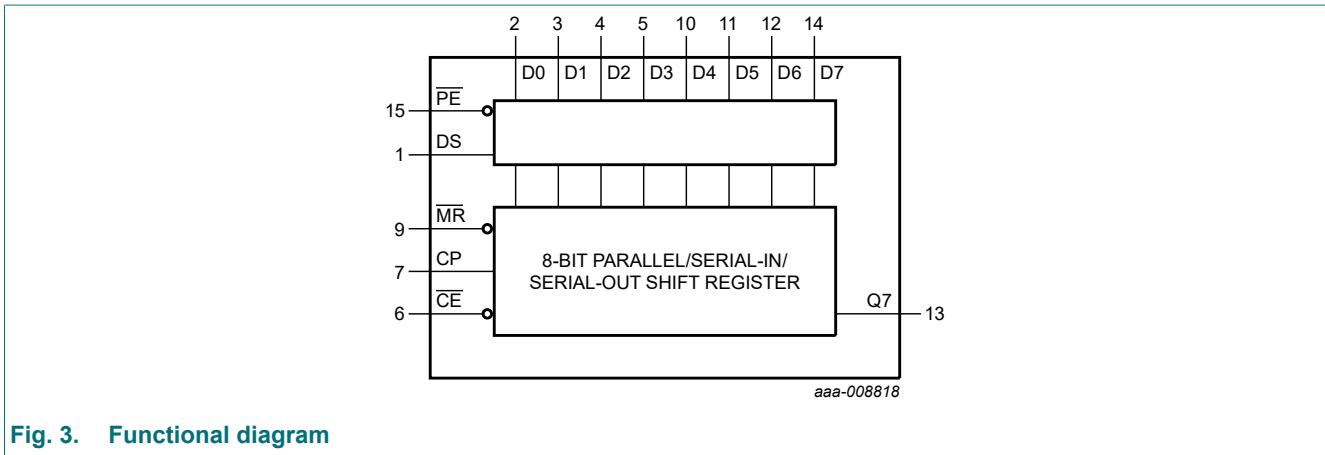 2 3 4 5 10 11 12 14
D0 D1 D2 D3 D4 D5 D6 D7
15 PE
1 DS
9 MR
7 CP
6 CE
8-BIT PARALLEL/SERIAL-IN/
SERIAL-OUT SHIFT REGISTER
Q7 13
aaa-008818
Fig. 3. Functional diagram